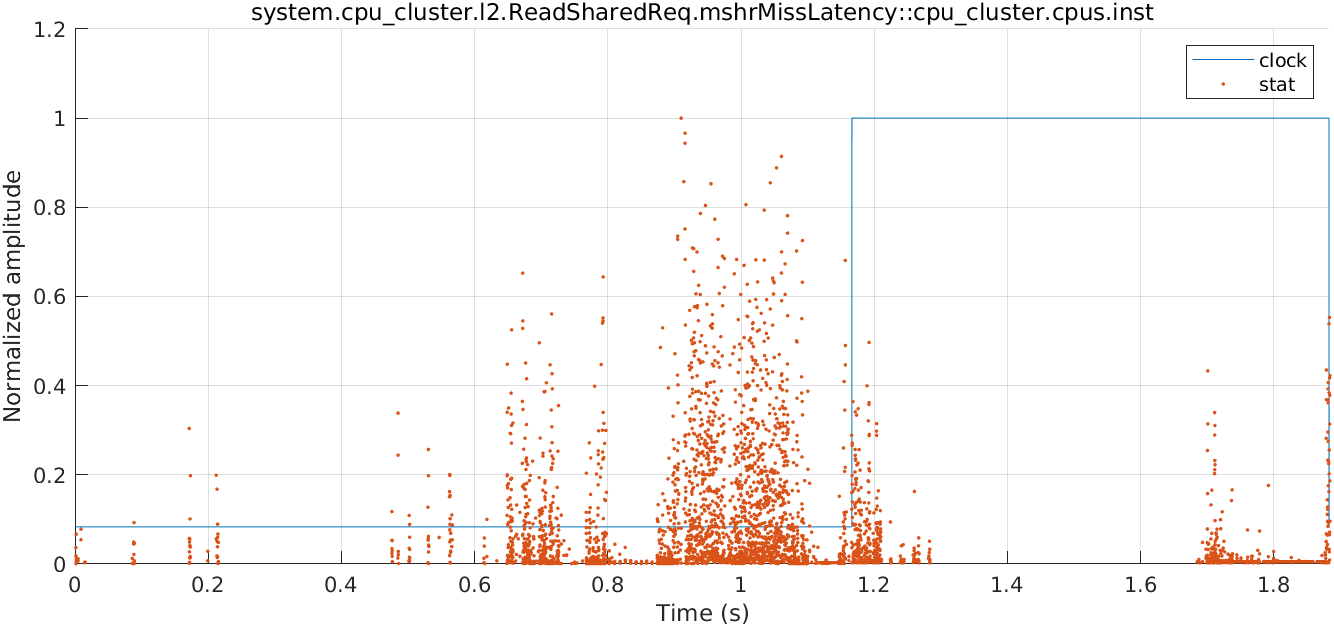 system.cpu_cluster.l2.ReadSharedReq.mshrMissLatency::cpu_cluster.cpus.inst
1.2
1
0.8
0.6
0.4
0.2
0
Normalized amplitude
clock
stat
0 0.2 0.4 0.6 0.8 1 1.2 1.4 1.6 1.8
Time (s)